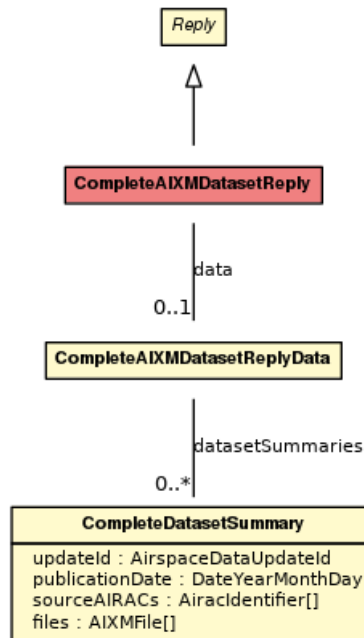 Reply
CompleteAIXMDatasetReply
data
0..1
CompleteAIXMDatasetReplyData
datasetSummaries
0..*
CompleteDatasetSummary
updateId : AirspaceDataUpdateId
publicationDate : DateYearMonthDay
sourceAIRACs : AiracIdentifier[]
files : AIXMFile[]